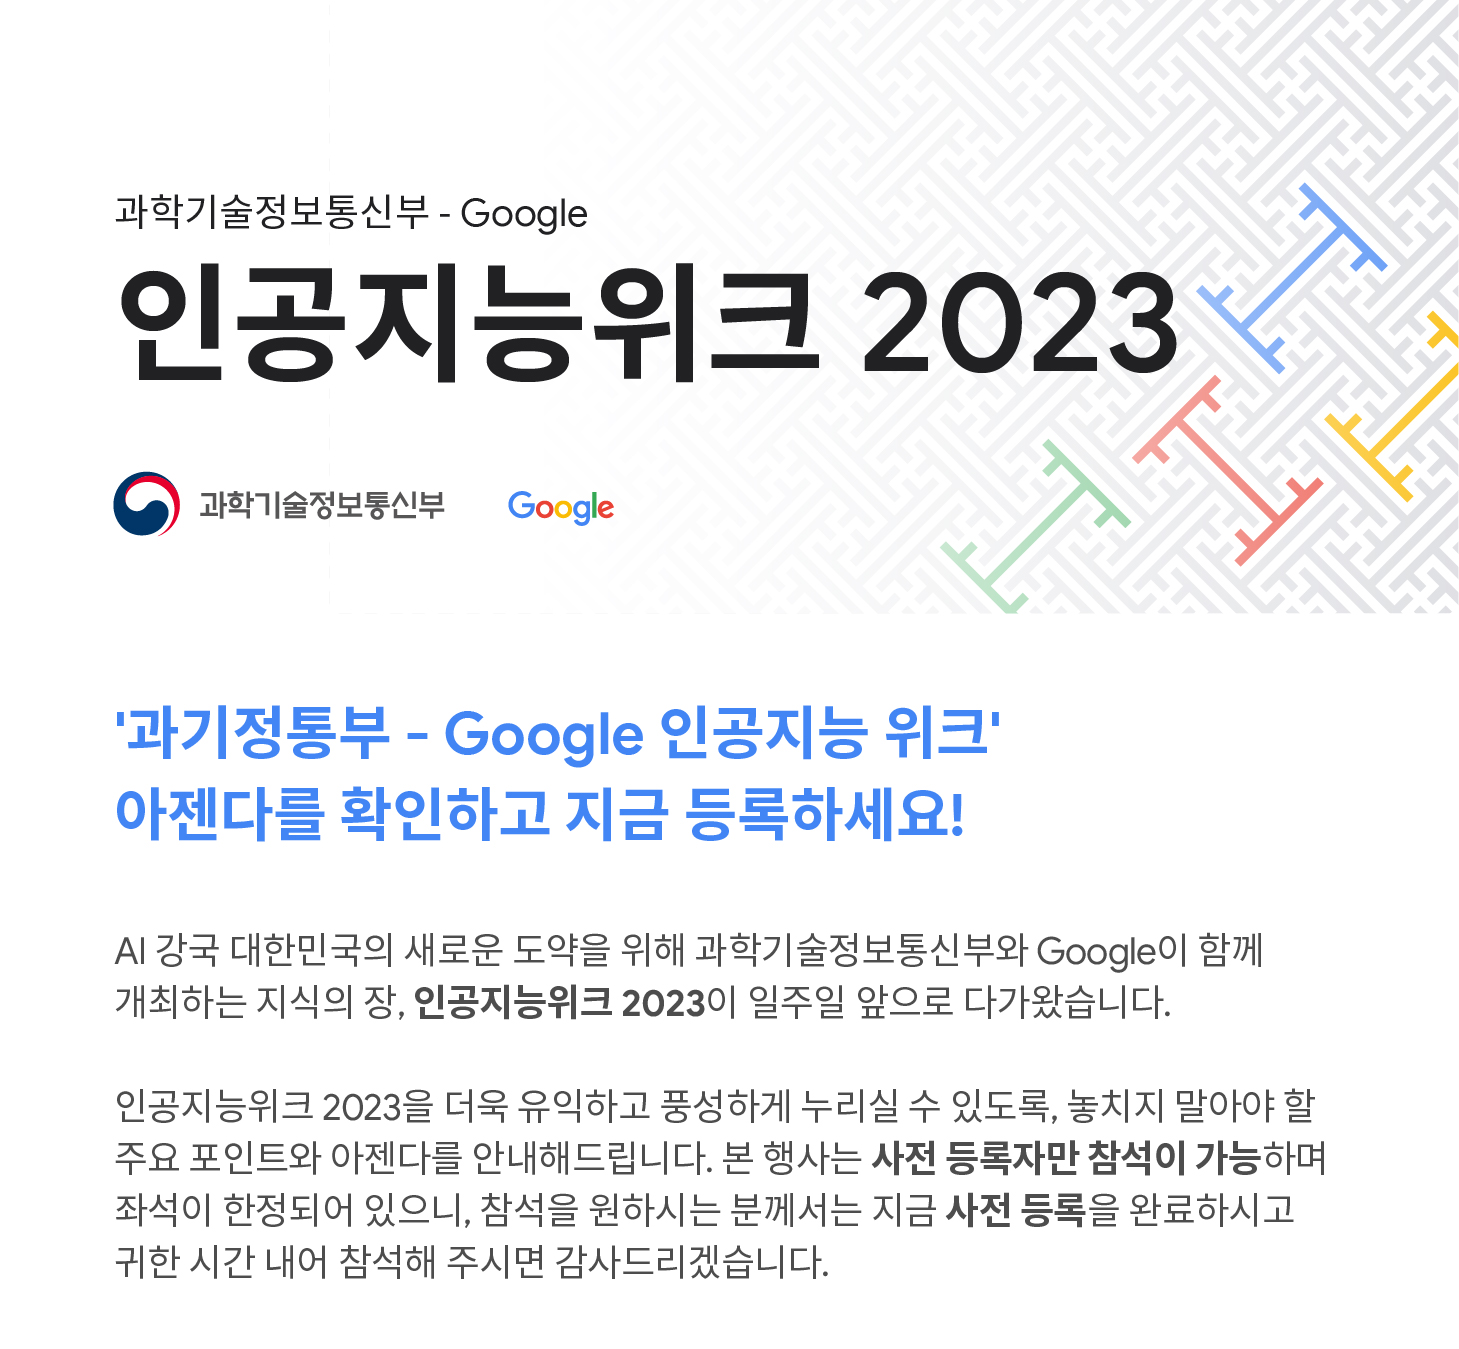 과학기술정보통신부 - Google
인공지능위크 2023
과학기술정보통신부 Google
'과기정통부 - Google 인공지능 위크'
아젠다를 확인하고 지금 등록하세요!
AI 강국 대한민국의 새로운 도약을 위해 과학기술정보통신부와 Google이 함께
개최하는 지식의 장, 인공지능위크 2023이 일주일 앞으로 다가왔습니다.
인공지능위크 2023을 더욱 유익하고 풍성하게 누리실 수 있도록, 놓치지 말아야 할
주요 포인트와 아젠다를 안내해드립니다. 본 행사는 사전 등록자만 참석이 가능하며
좌석이 한정되어 있으니, 참석을 원하시는 분께서는 지금 사전 등록을 완료하시고
귀한 시간 내어 참석해 주시면 감사드리겠습니다.